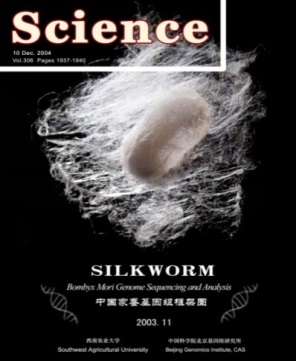 Science
10 Dec. 2004
Vol.306 Pages 1937-1940
SILKWORM
Bombyx Mori Genome Sequencing and Analysis
中国家蚕基因组框架图
2003. 11
西南农业大学
Southwest Agricultural University
中国科学院北京基因组研究所
Beijing Genomics Institute, CAS